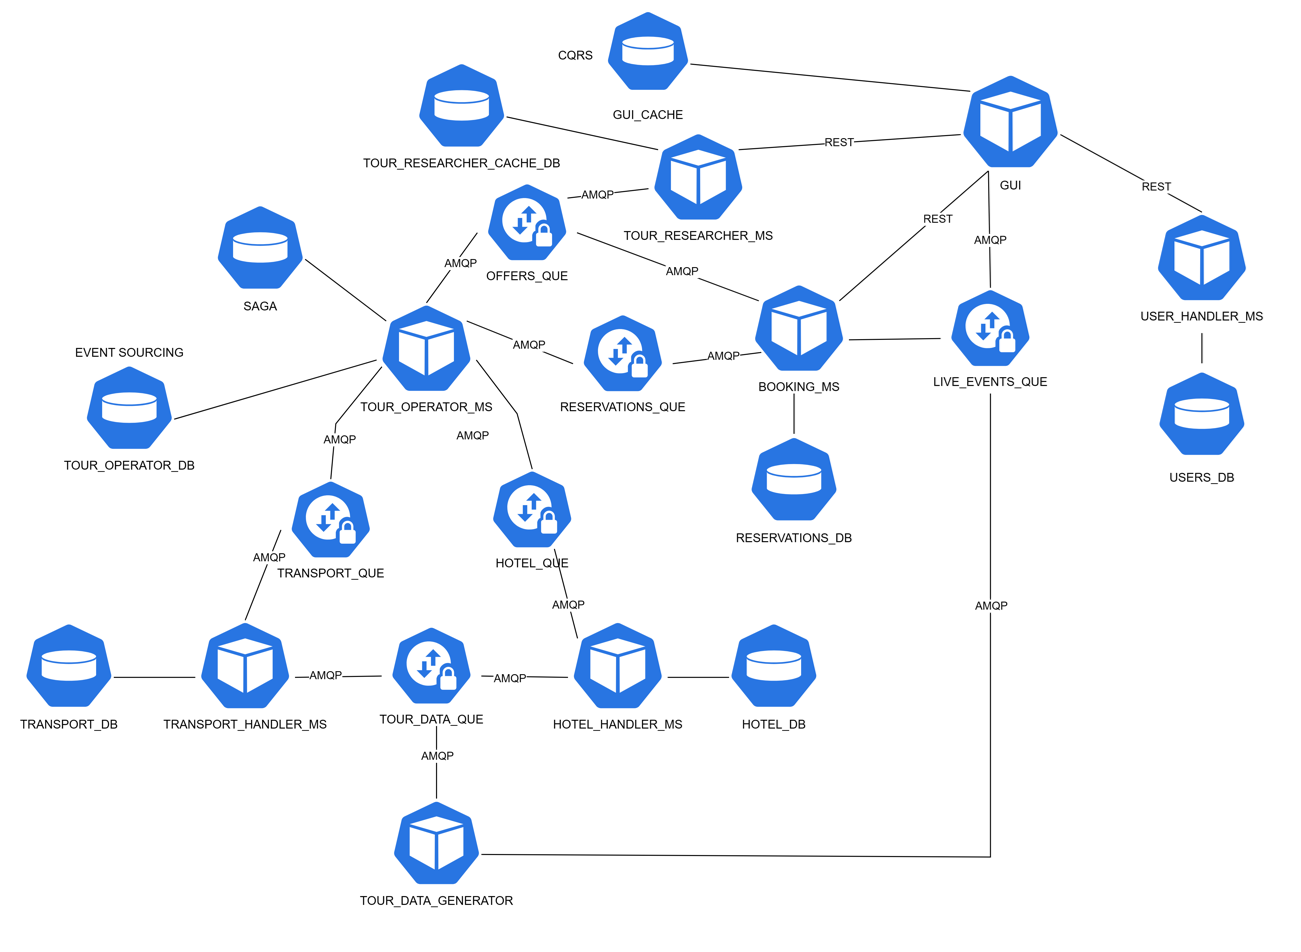 CQRS
GUI_CACHE
TOUR_RESEARCHER_CACHE_DB
REST
GUI
REST
AMQP
TOUR_RESEARCHER_MS
REST
AMQP
AMQP
AMQP
OFFERS_QUE
SAGA
USER_HANDLER_MS
AMQP
EVENT SOURCING
AMQP
LIVE_EVENTS_QUE
BOOKING_MS
TOUR_OPERATOR_MS
RESERVATIONS_QUE
AMQP
AMQP
TOUR_OPERATOR_DB
USERS_DB
RESERVATIONS_DB
AMQP
HOTEL_QUE
TRANSPORT_QUE
AMQP
AMQP
AMQP
AMQP
TOUR_DATA_QUE
TRANSPORT_DB
TRANSPORT_HANDLER_MS
HOTEL_HANDLER_MS
HOTEL_DB
AMQP
TOUR_DATA_GENERATOR